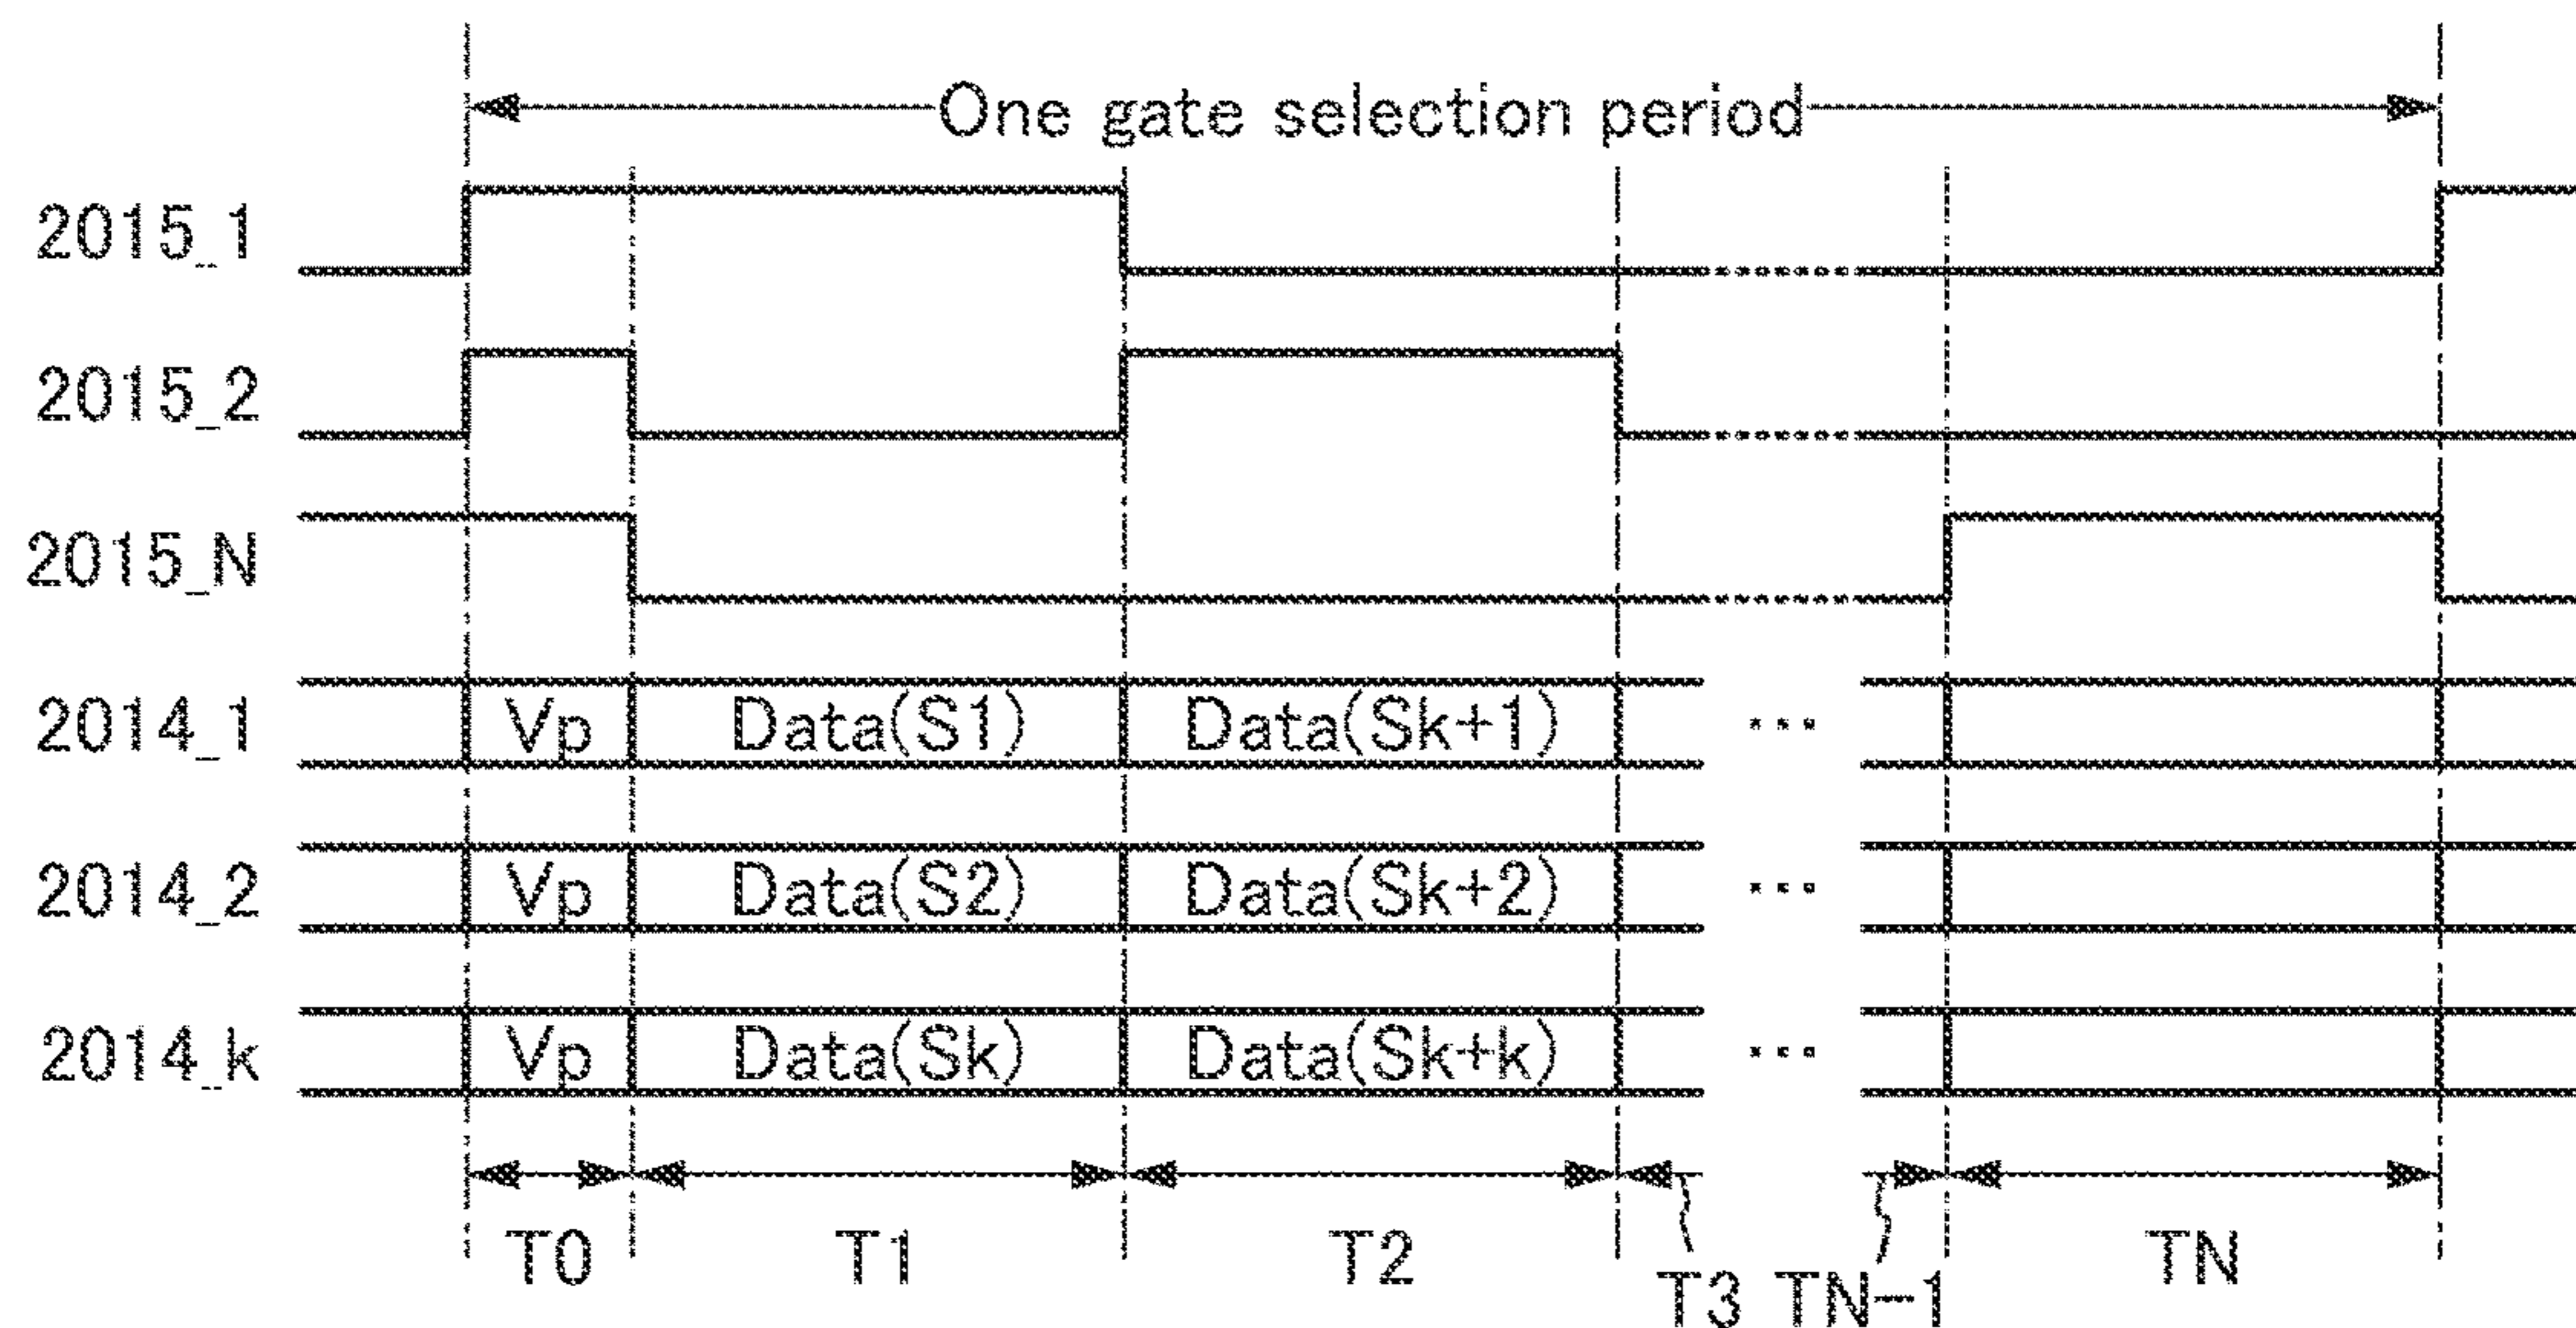 One gate selection period
2015_1
2015_2
2015_N
2014_1 Vp Data(S1) Data(Sk+1) ...
2014_2 Vp Data(S2) Data(Sk+2) ...
2014_k Vp Data(Sk) Data(Sk+k) ...
T0 T1 T2 T3 TN-1 TN